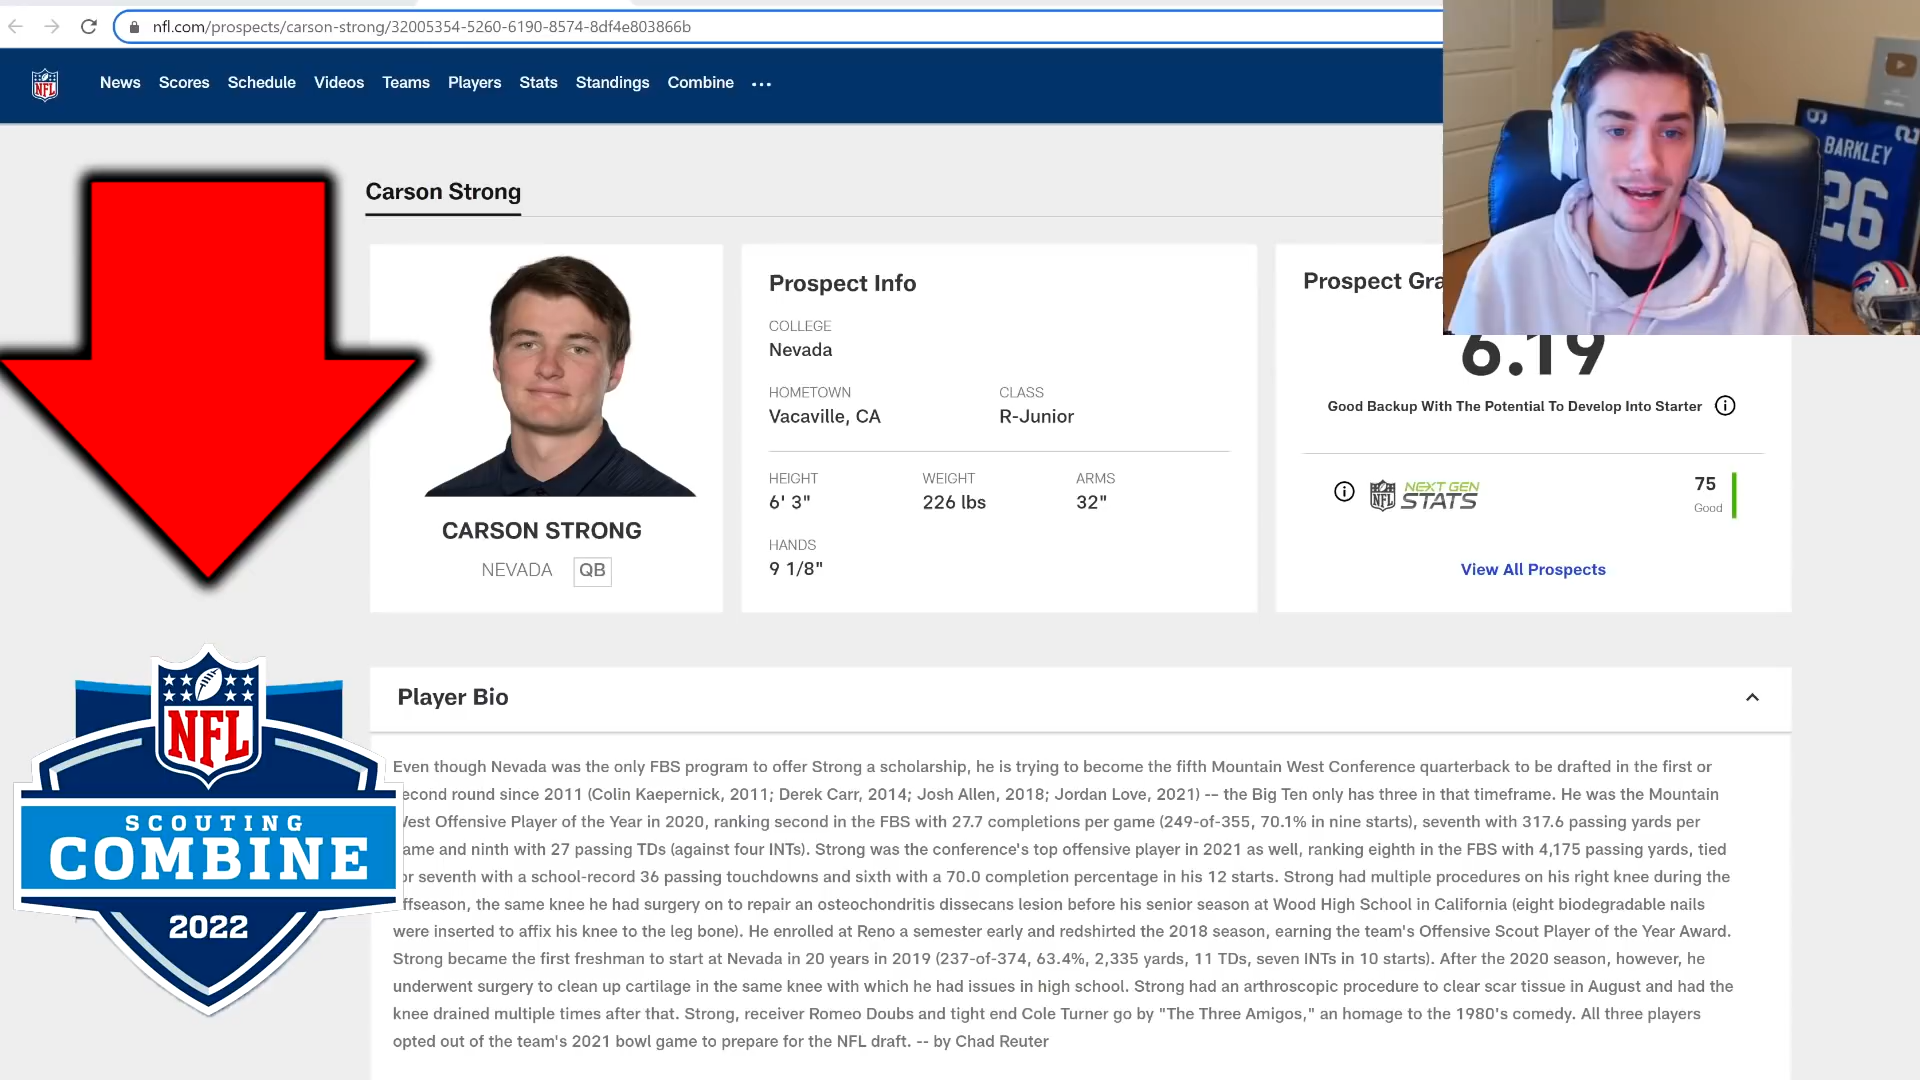 nfl.com/prospects/carson-strong/32005354-5260-6190-8574-8df4e803866b
NFL
News Scores Schedule Videos Teams Players Stats Standings Combine ...
BARKLEY
26
Carson Strong
CARSON STRONG
NEVADA QB
Prospect Info
COLLEGE
Nevada
HOMETOWN CLASS
Vacaville, CA R-Junior
HEIGHT WEIGHT ARMS
6' 3" 226 lbs 32"
HANDS
9 1/8"
Prospect Gra
6.19
Good Backup With The Potential To Develop Into Starter
NFL NEXT GEN STATS
75
Good
View All Prospects
Player Bio
Even though Nevada was the only FBS program to offer Strong a scholarship, he is trying to become the fifth Mountain West Conference quarterback to be drafted in the first or
econd round since 2011 (Colin Kaepernick, 2011; Derek Carr, 2014; Josh Allen, 2018; Jordan Love, 2021) -- the Big Ten only has three in that timeframe. He was the Mountain
West Offensive Player of the Year in 2020, ranking second in the FBS with 27.7 completions per game (249-of-355, 70.1% in nine starts), seventh with 317.6 passing yards per
ame and ninth with 27 passing TDs (against four INTs). Strong was the conference's top offensive player in 2021 as well, ranking eighth in the FBS with 4,175 passing yards, tied
or seventh with a school-record 36 passing touchdowns and sixth with a 70.0 completion percentage in his 12 starts. Strong had multiple procedures on his right knee during the
ffseason, the same knee he had surgery on to repair an osteochondritis dissecans lesion before his senior season at Wood High School in California (eight biodegradable nails
were inserted to affix his knee to the leg bone). He enrolled at Reno a semester early and redshirted the 2018 season, earning the team's Offensive Scout Player of the Year Award.
Strong became the first freshman to start at Nevada in 20 years in 2019 (237-of-374, 63.4%, 2,335 yards, 11 TDs, seven INTs in 10 starts). After the 2020 season, however, he
underwent surgery to clean up cartilage in the same knee with which he had issues in high school. Strong had an arthroscopic procedure to clear scar tissue in August and had the
knee drained multiple times after that. Strong, receiver Romeo Doubs and tight end Cole Turner go by "The Three Amigos," an homage to the 1980's comedy. All three players
opted out of the team's 2021 bowl game to prepare for the NFL draft. -- by Chad Reuter
NFL
SCOUTING
COMBINE
2022